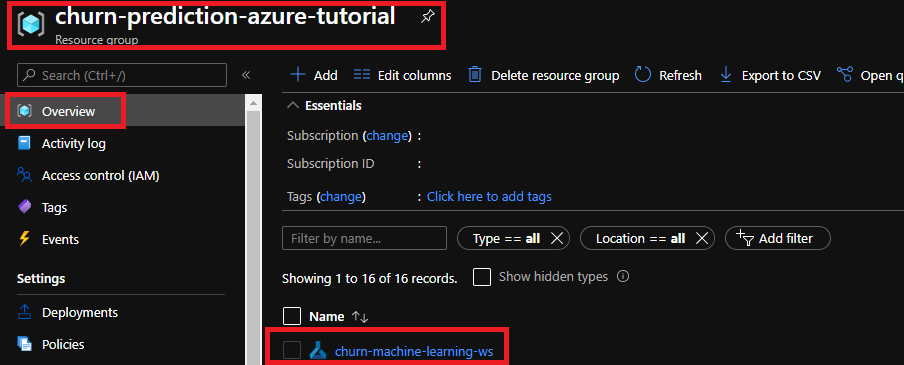 churn-prediction-azure-tutorial
Resource group
Search (Ctrl+/)
«
Overview
Activity log
Access control (IAM)
Tags
Events
Settings
Deployments
Policies
Add
Edit columns
Delete resource group
Refresh
Export to CSV
Open q
Essentials
Subscription (change) :
Subscription ID :
Tags (change) : Click here to add tags
Filter by name...
Type == all
Location == all
Add filter
Showing 1 to 16 of 16 records.
Show hidden types
Name ↑↓
churn-machine-learning-ws